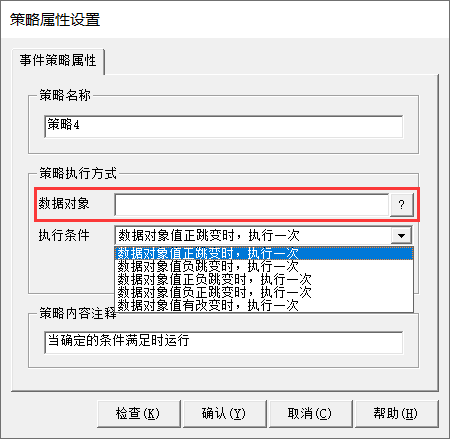 策略属性设置
事件策略属性
策略名称
策略4
策略执行方式
数据对象
?
执行条件
数据对象值正跳变时，执行一次
数据对象值正跳变时，执行一次
数据对象值负跳变时，执行一次
数据对象值正负跳变时，执行一次
数据对象值负正跳变时，执行一次
数据对象值有改变时，执行一次
策略内容注释
当确定的条件满足时运行
检查(K) 确认(Y) 取消(C) 帮助(H)